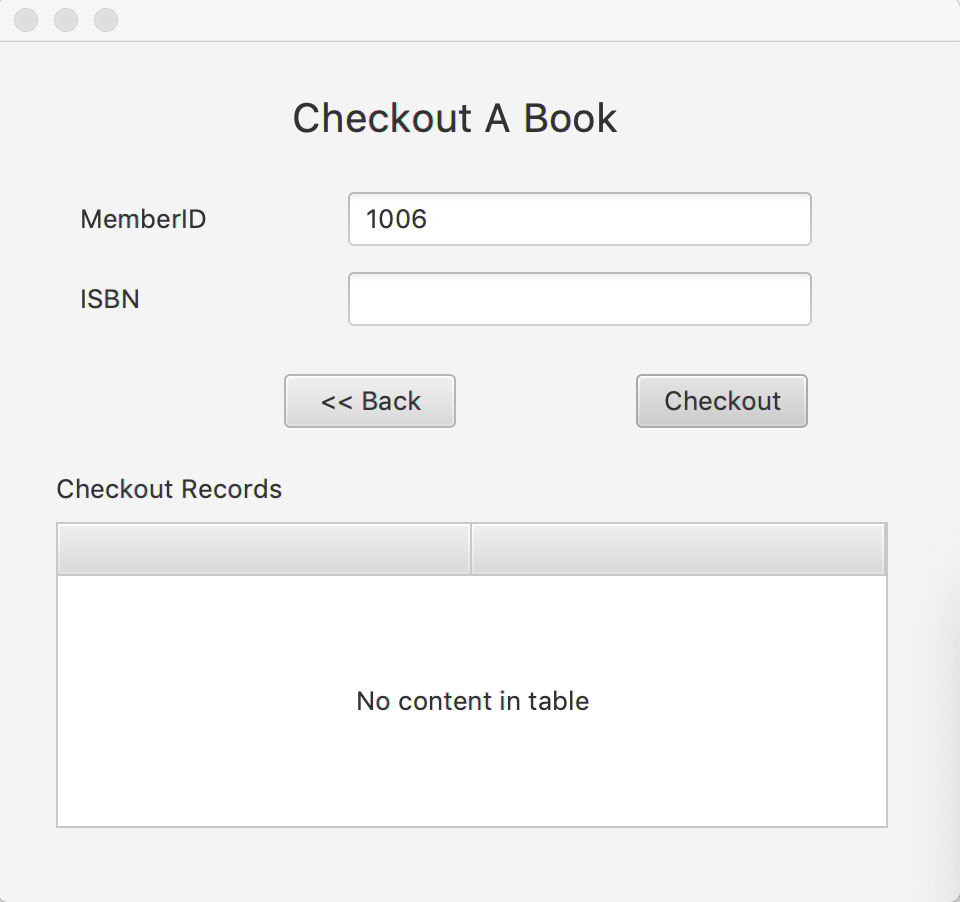 Checkout A Book
MemberID
1006
ISBN
<< Back
Checkout
Checkout Records
No content in table